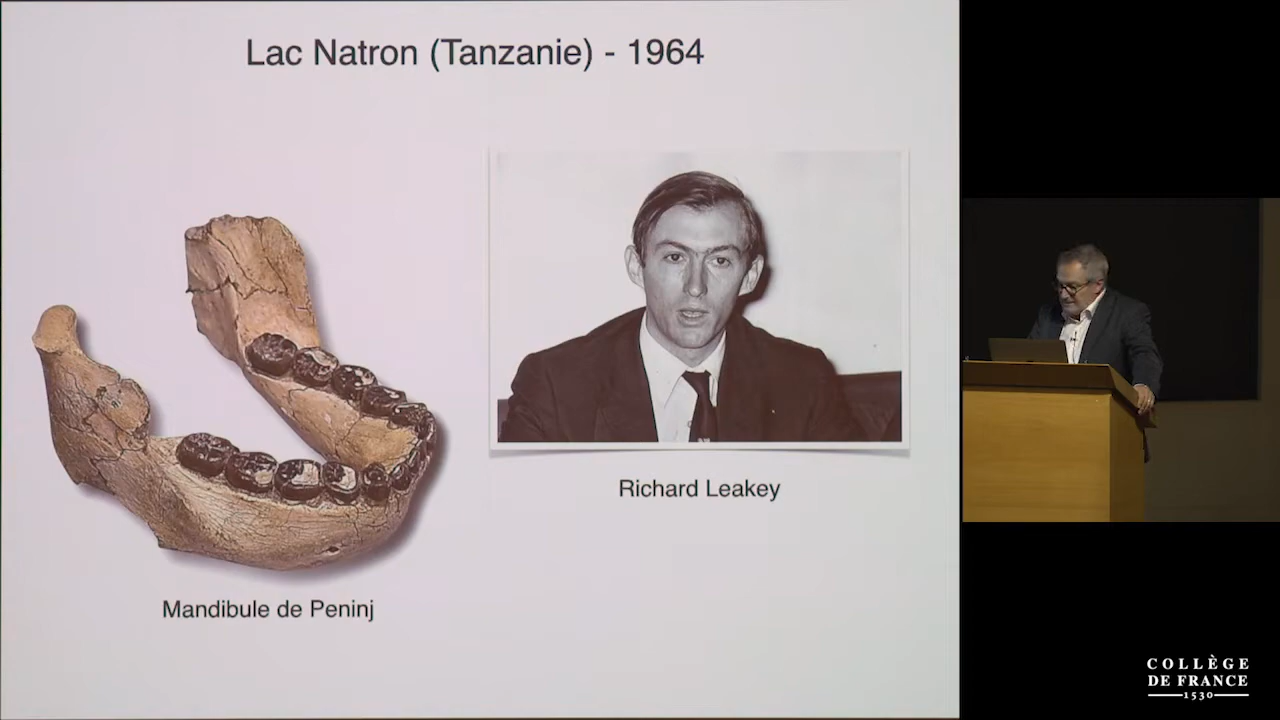 Lac Natron (Tanzanie) - 1964
Richard Leakey
Mandibule de Peninj
COLLÈGE
DE FRANCE
1530